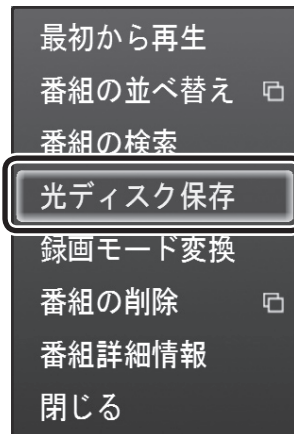 最初から再生
番組の並べ替え
番組の検索
光ディスク保存
録画モード変換
番組の削除
番組詳細情報
閉じる